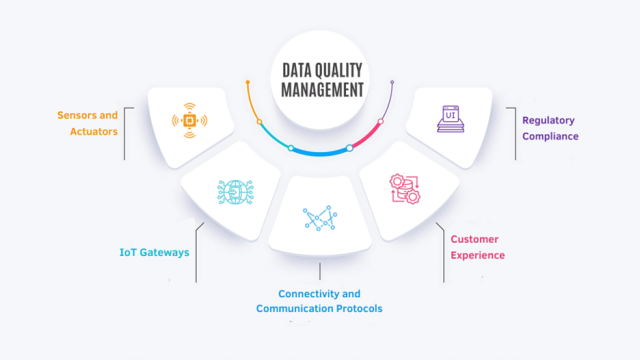 DATA QUALITY
MANAGEMENT
Sensors and
Actuators
UI
Regulatory
Compliance
IoT Gateways
Customer
Experience
Connectivity and
Communication Protocols